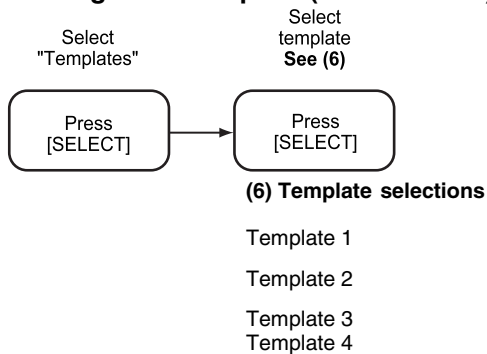 Select
"Templates"
Select
template
See (6)
Press
[SELECT]
Press
[SELECT]
(6) Template selections
Template 1
Template 2
Template 3
Template 4